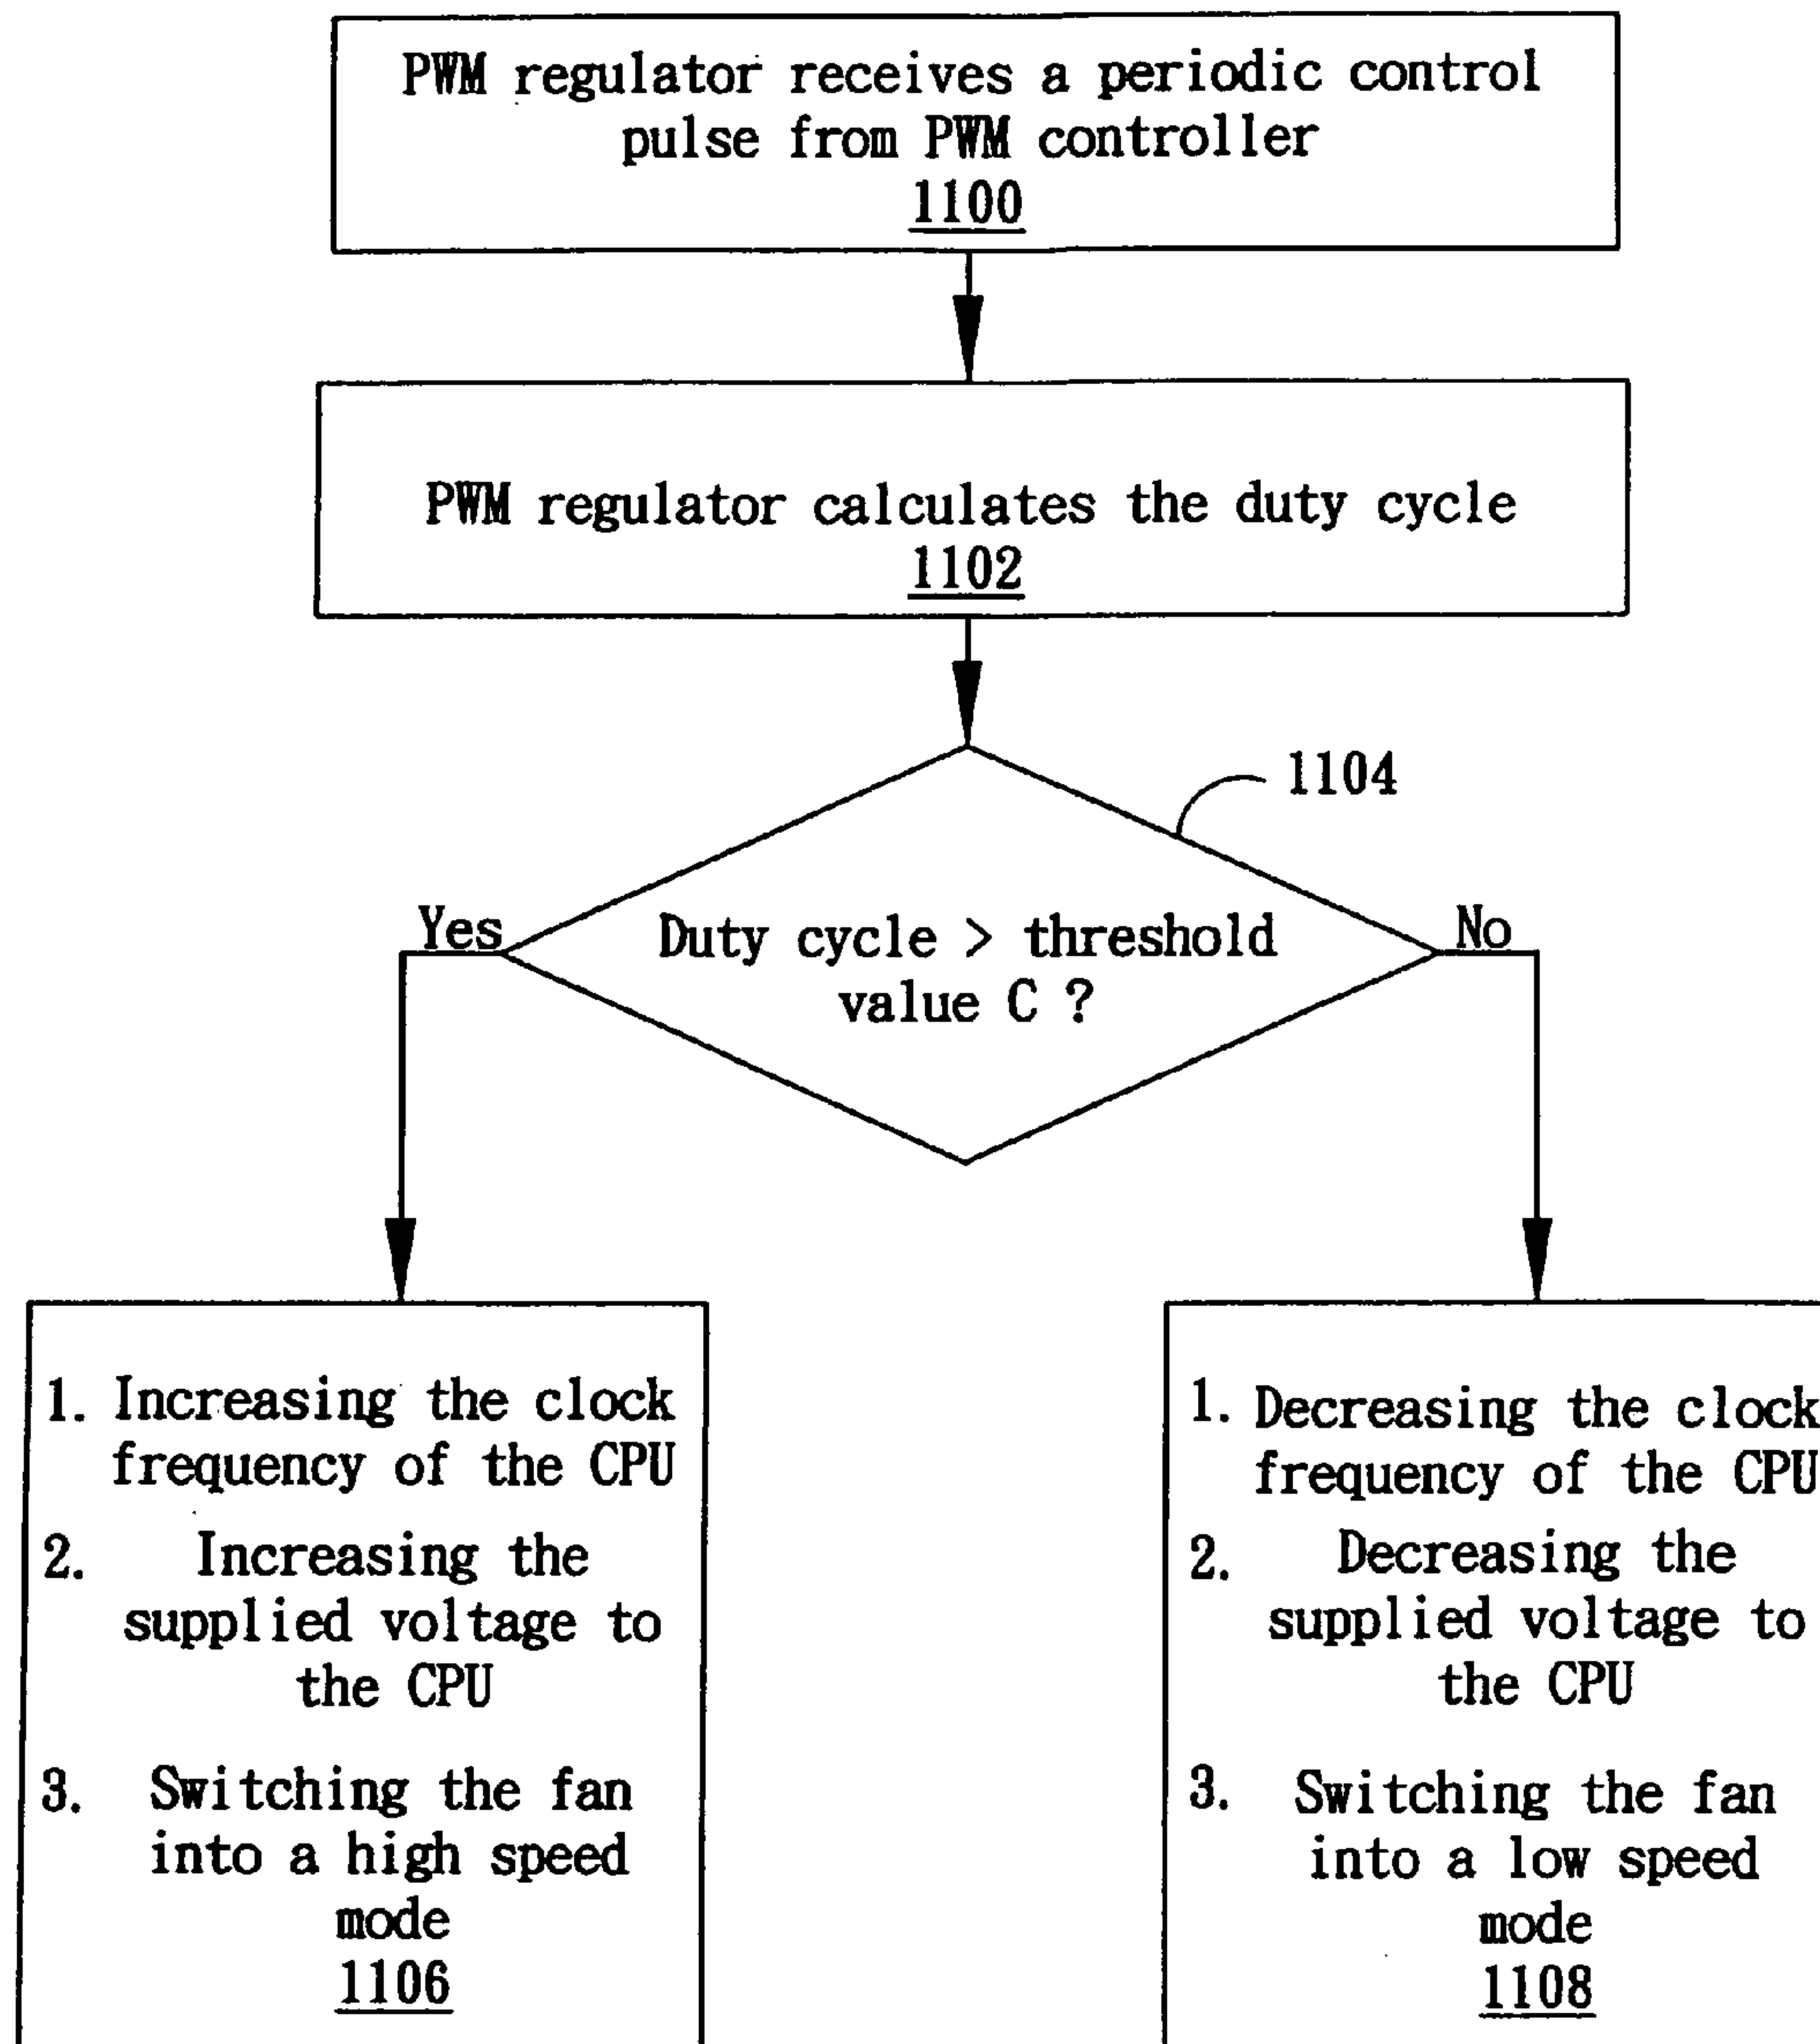 PWM regulator receives a periodic control
pulse from PWM controller
1100
PWM regulator calculates the duty cycle
1102
1104
Duty cycle > threshold
value C ?
Yes
No
1. Increasing the clock
frequency of the CPU
2. Increasing the
supplied voltage to
the CPU
3. Switching the fan
into a high speed
mode
1106
1. Decreasing the clock
frequency of the CPU
2. Decreasing the
supplied voltage to
the CPU
3. Switching the fan
into a low speed
mode
1108